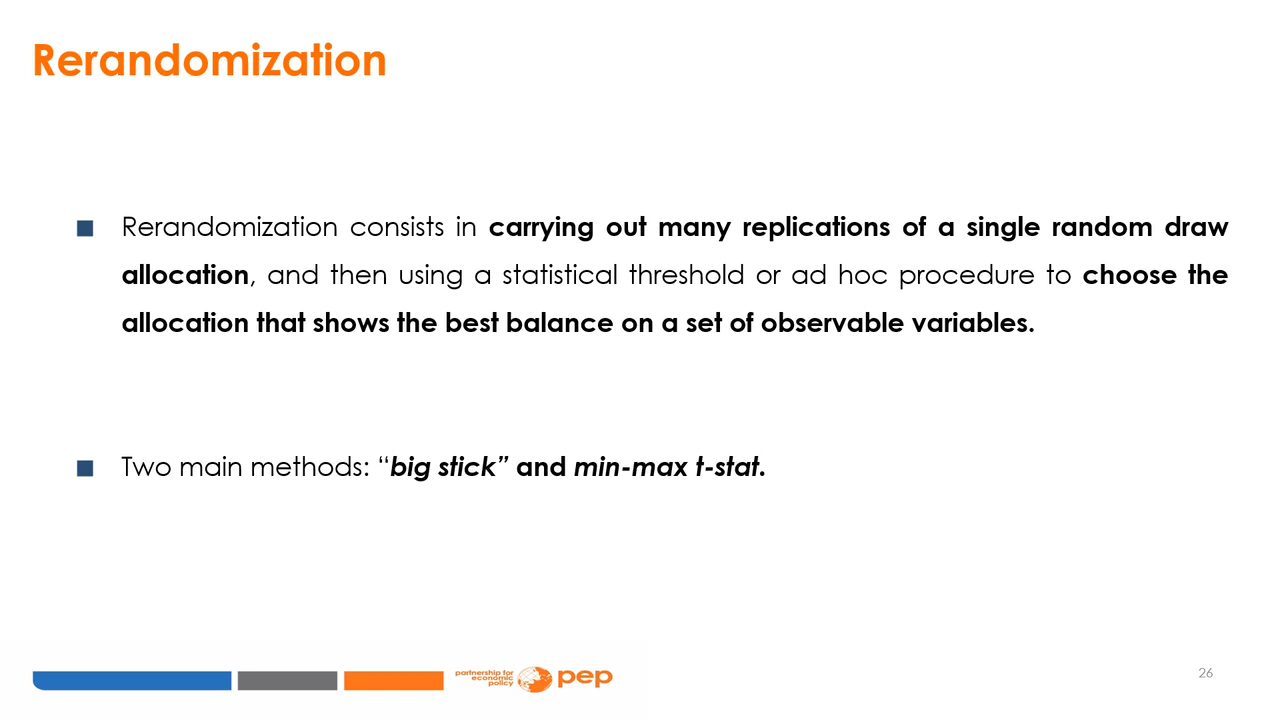 Rerandomization
■ Rerandomization consists in carrying out many replications of a single random draw
allocation, and then using a statistical threshold or ad hoc procedure to choose the
allocation that shows the best balance on a set of observable variables.
■ Two main methods: “big stick” and min-max t-stat.
partnership for
economic
policy
pep
26